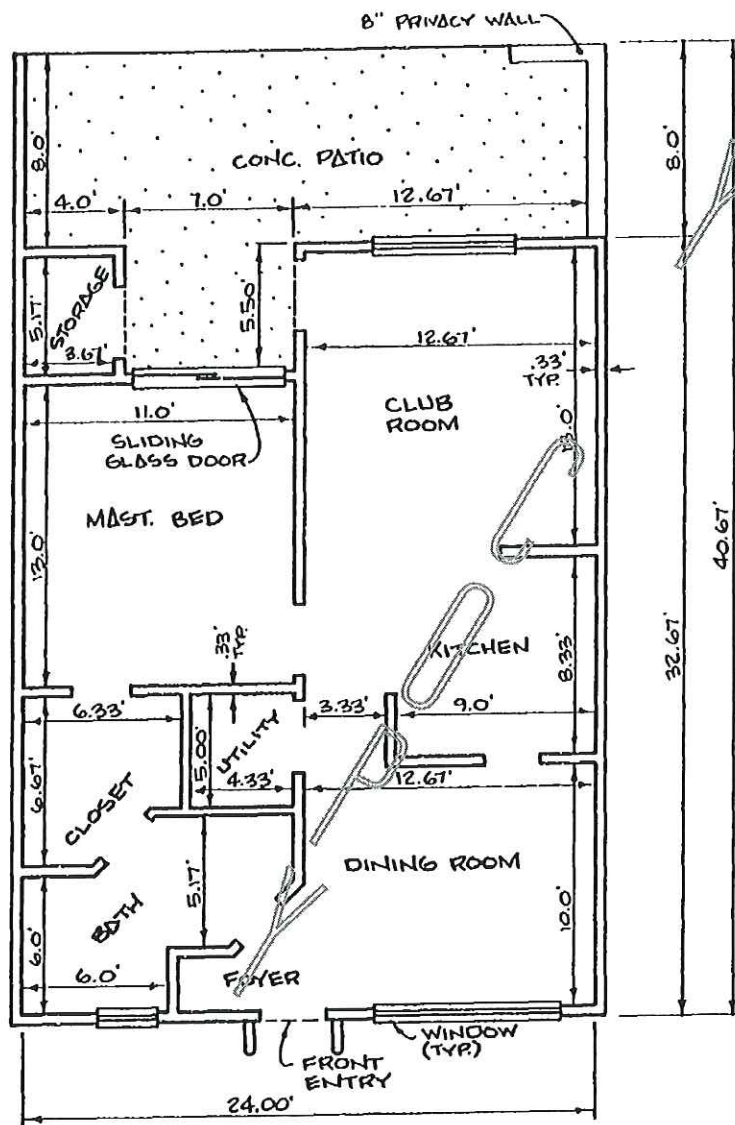 8" PRIVACY WALL
8.0'
CONC. PATIO
8.0'
4.0'
7.0'
12.67'
5.17'
STORAGE
3.67'
5.50'
12.67'
.33'
TYP.
11.0'
SLIDING
GLASS DOOR
CLUB
ROOM
MAST. BED
13.0'
40.67'
32.67'
.33'
TYP.
KITCHEN
8.33'
6.33'
UTILITY
3.33'
9.0'
5.00'
4.33'
12.67'
6.67'
CLOSET
DINING ROOM
5.17'
10.0'
BATH
6.0'
6.0'
FOYER
WINDOW
(TYP.)
FRONT
ENTRY
24.00'